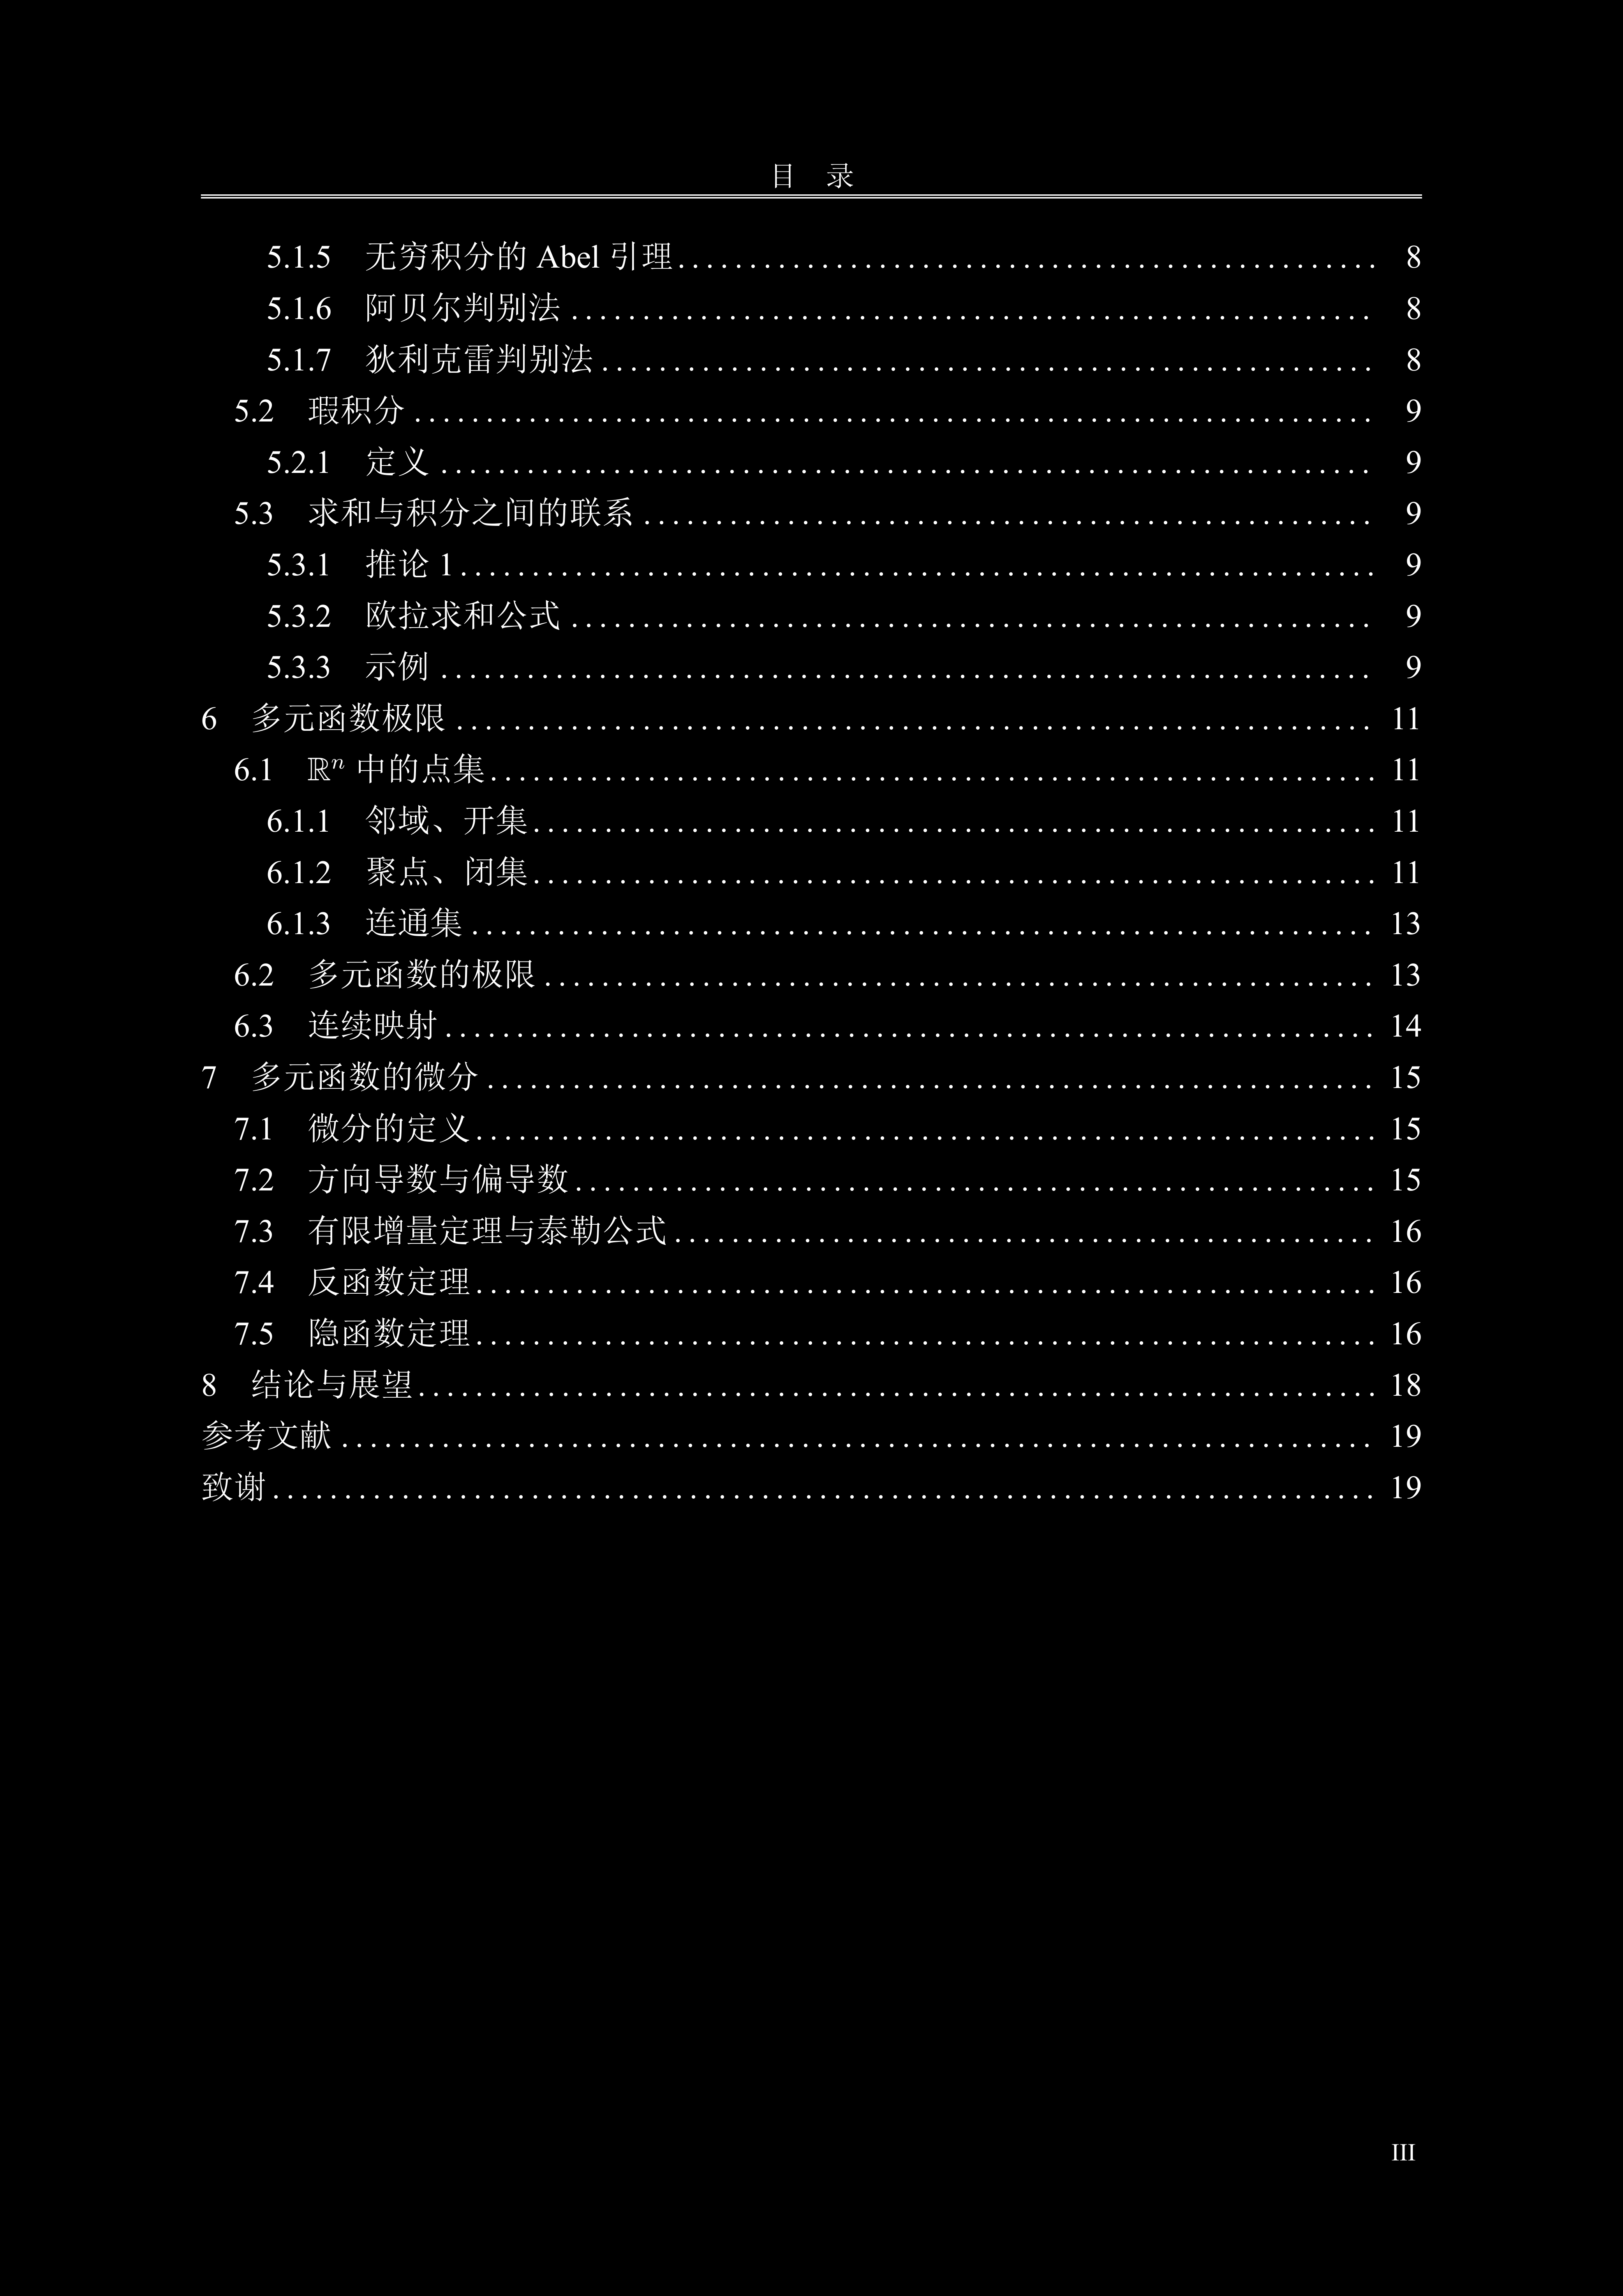 目 录
5.1.5 无穷积分的 Abel 引理 8
5.1.6 阿贝尔判别法 8
5.1.7 狄利克雷判别法 8
5.2 瑕积分 9
5.2.1 定义 9
5.3 求和与积分之间的联系 9
5.3.1 推论 1 9
5.3.2 欧拉求和公式 9
5.3.3 示例 9
6 多元函数极限 11
6.1 ℝⁿ 中的点集 11
6.1.1 邻域、开集 11
6.1.2 聚点、闭集 11
6.1.3 连通集 13
6.2 多元函数的极限 13
6.3 连续映射 14
7 多元函数的微分 15
7.1 微分的定义 15
7.2 方向导数与偏导数 15
7.3 有限增量定理与泰勒公式 16
7.4 反函数定理 16
7.5 隐函数定理 16
8 结论与展望 18
参考文献 19
致谢 19
III